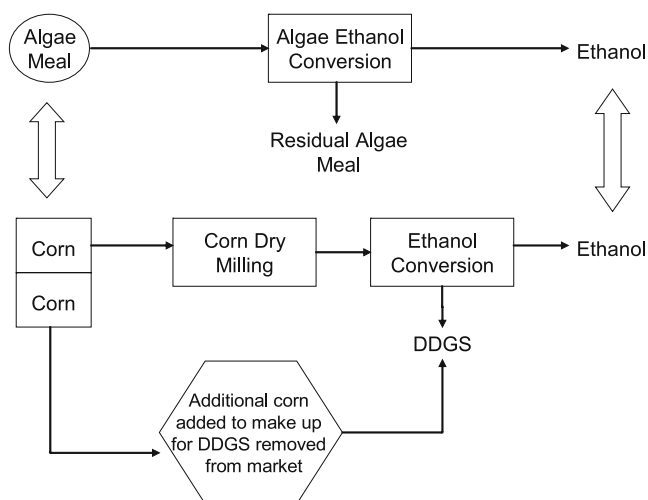 Algae
Meal
Algae Ethanol
Conversion
Ethanol
Residual Algae
Meal
Corn
Corn Dry
Milling
Ethanol
Conversion
Ethanol
Corn
DDGS
Additional corn
added to make up
for DDGS removed
from market